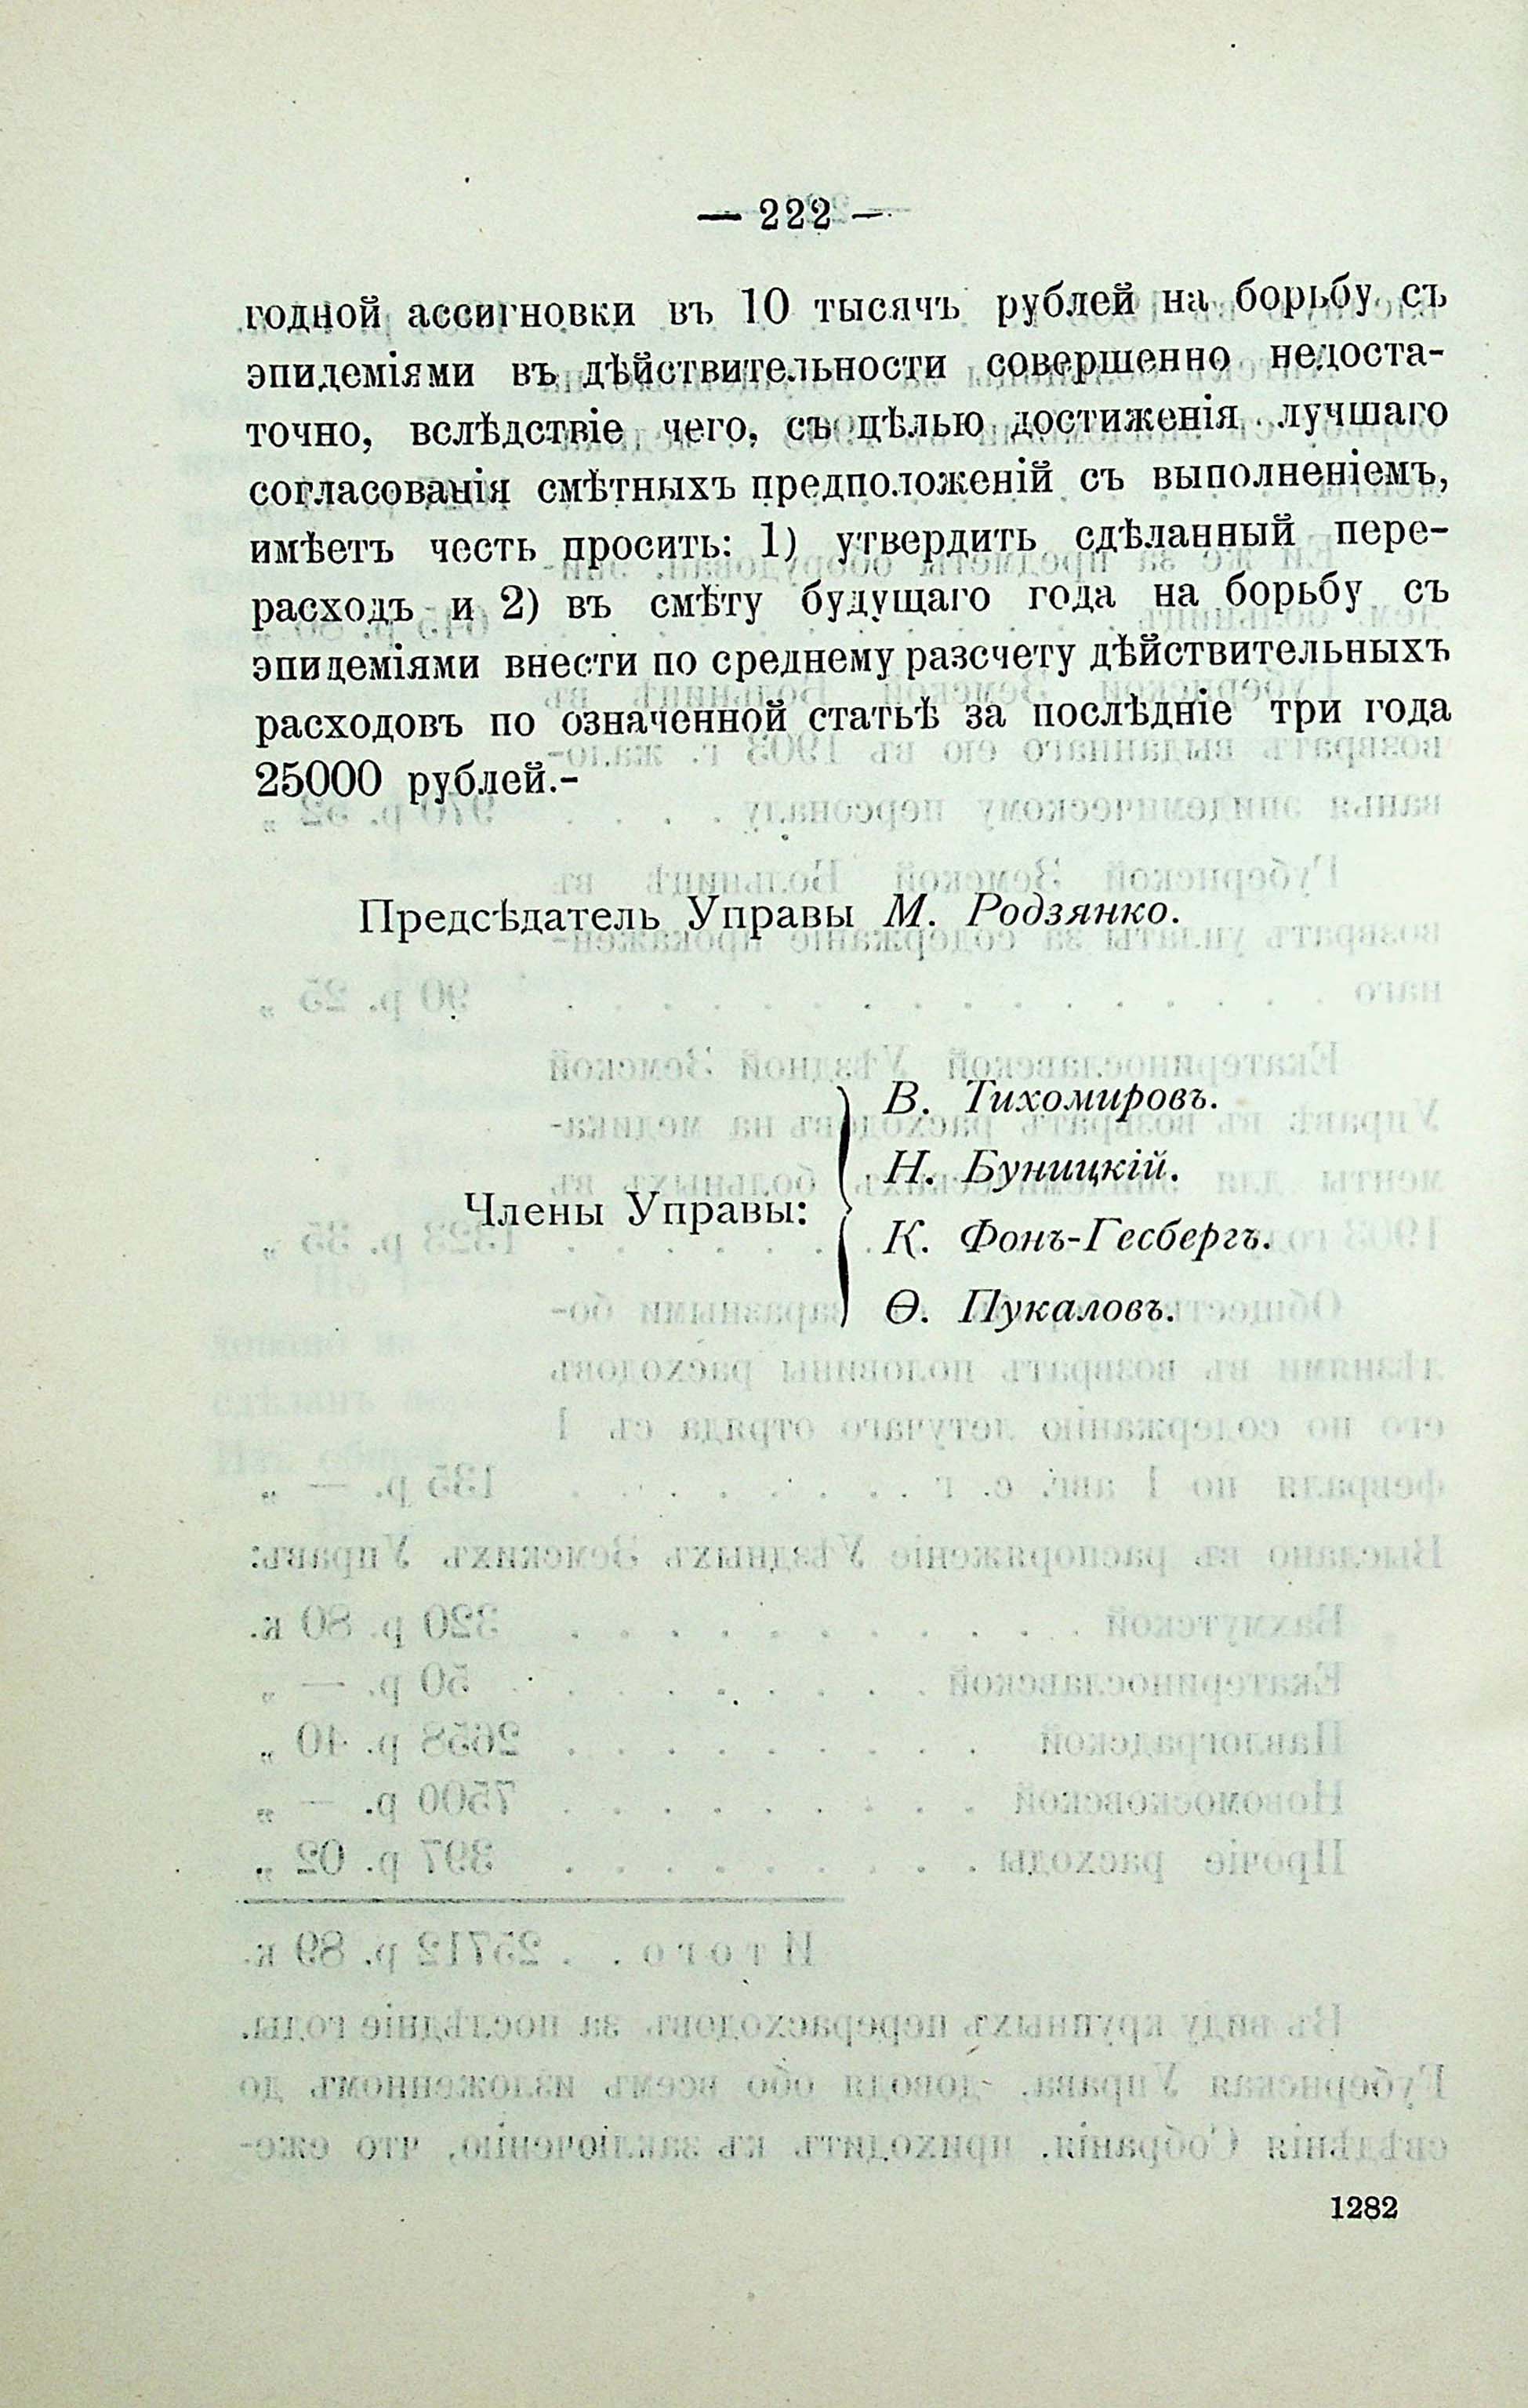 — 222 —
годной ассигновки въ 10 тысячъ рублей на борьбу съ
эпидеміями въ дѣйствительности совершенно недоста-
точно, вслѣдствіе чего, съ цѣлью достиженія лучшаго
согласованія смѣтныхъ предположеній съ выполненіемъ,
имѣетъ честь просить: 1) утвердить сдѣланный пере-
расходъ и 2) въ смѣту будущаго года на борьбу съ
эпидеміями внести по среднему разсчету дѣйствительныхъ
расходовъ по означенной статьѣ за послѣдніе три года
25000 рублей.-
Предсѣдатель Управы М. Родзянко.
Члены Управы:
В. Тихомировъ.
Н. Буницкій.
К. Фонъ-Гесбергъ.
Ѳ. Пукаловъ.
1282